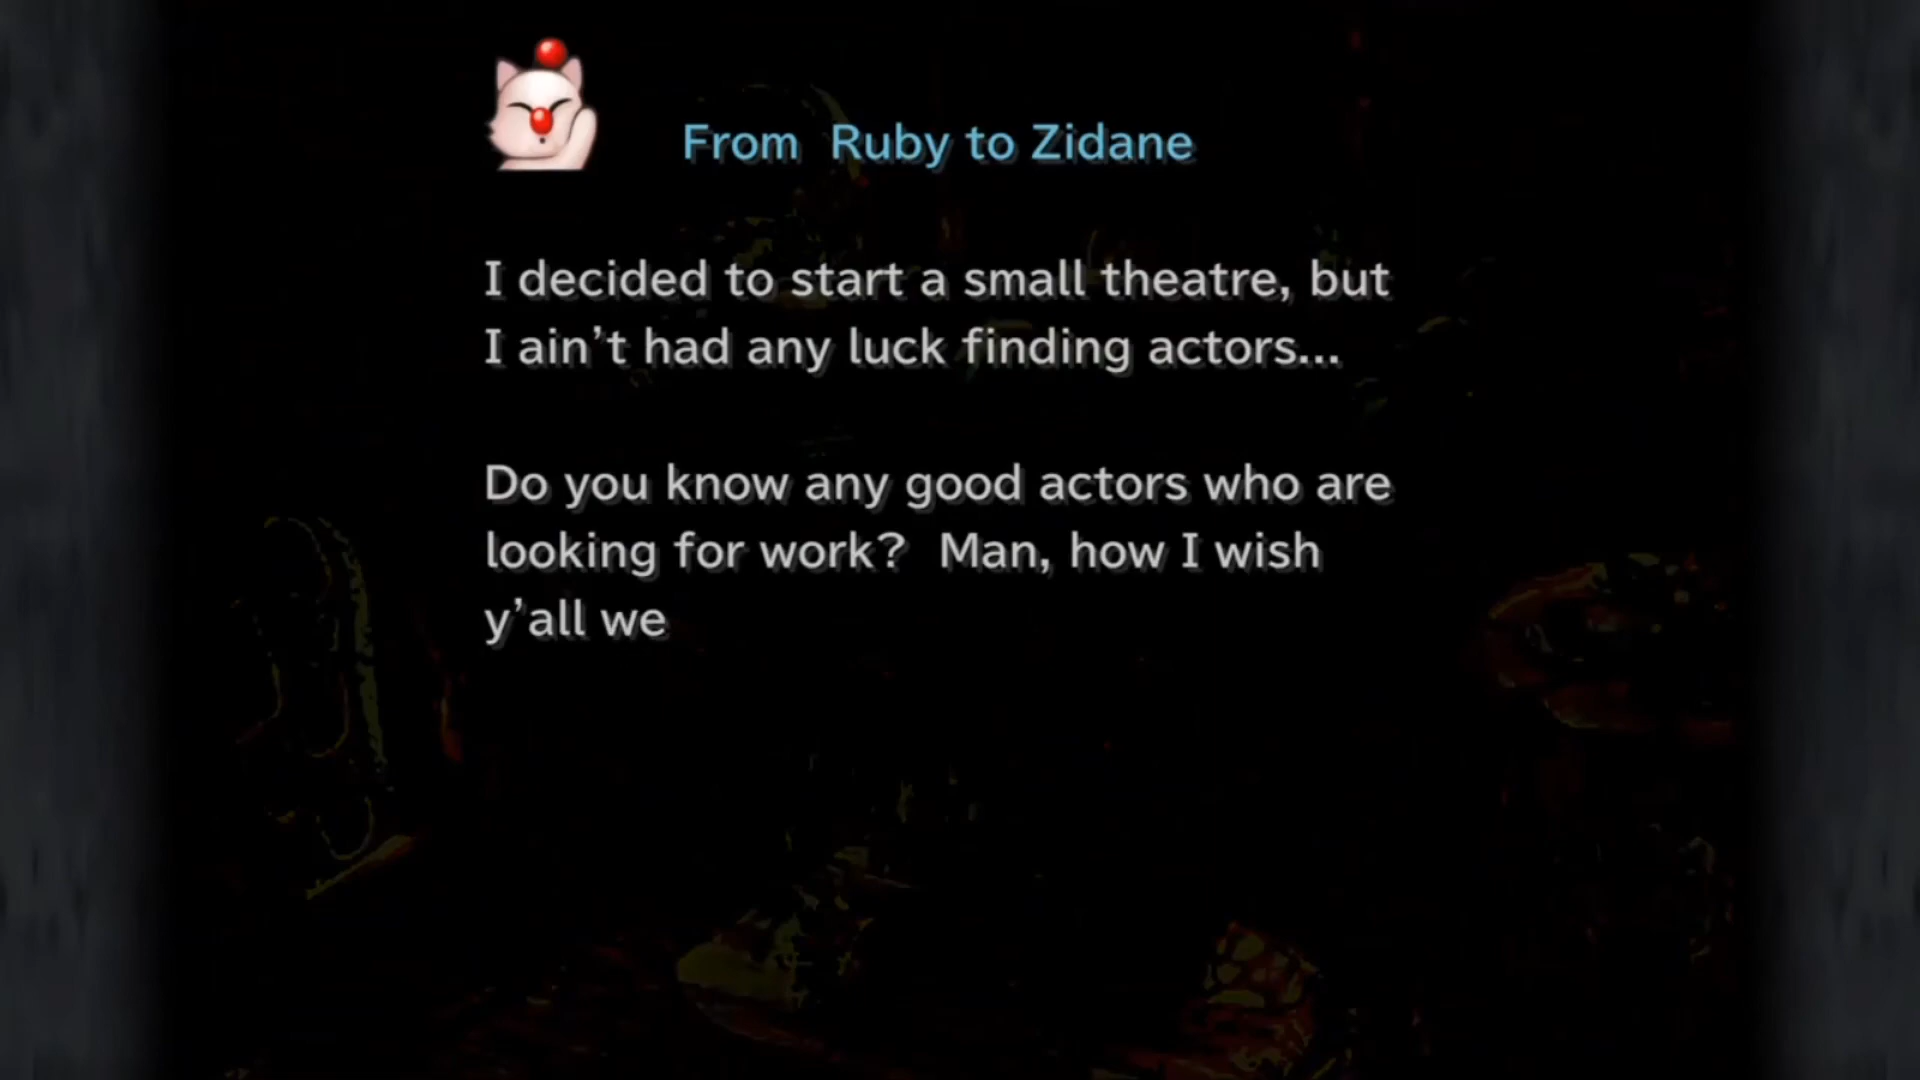 From  Ruby to Zidane
I decided to start a small theatre, but
I ain't had any luck finding actors...
Do you know any good actors who are
looking for work?  Man, how I wish
y'all we